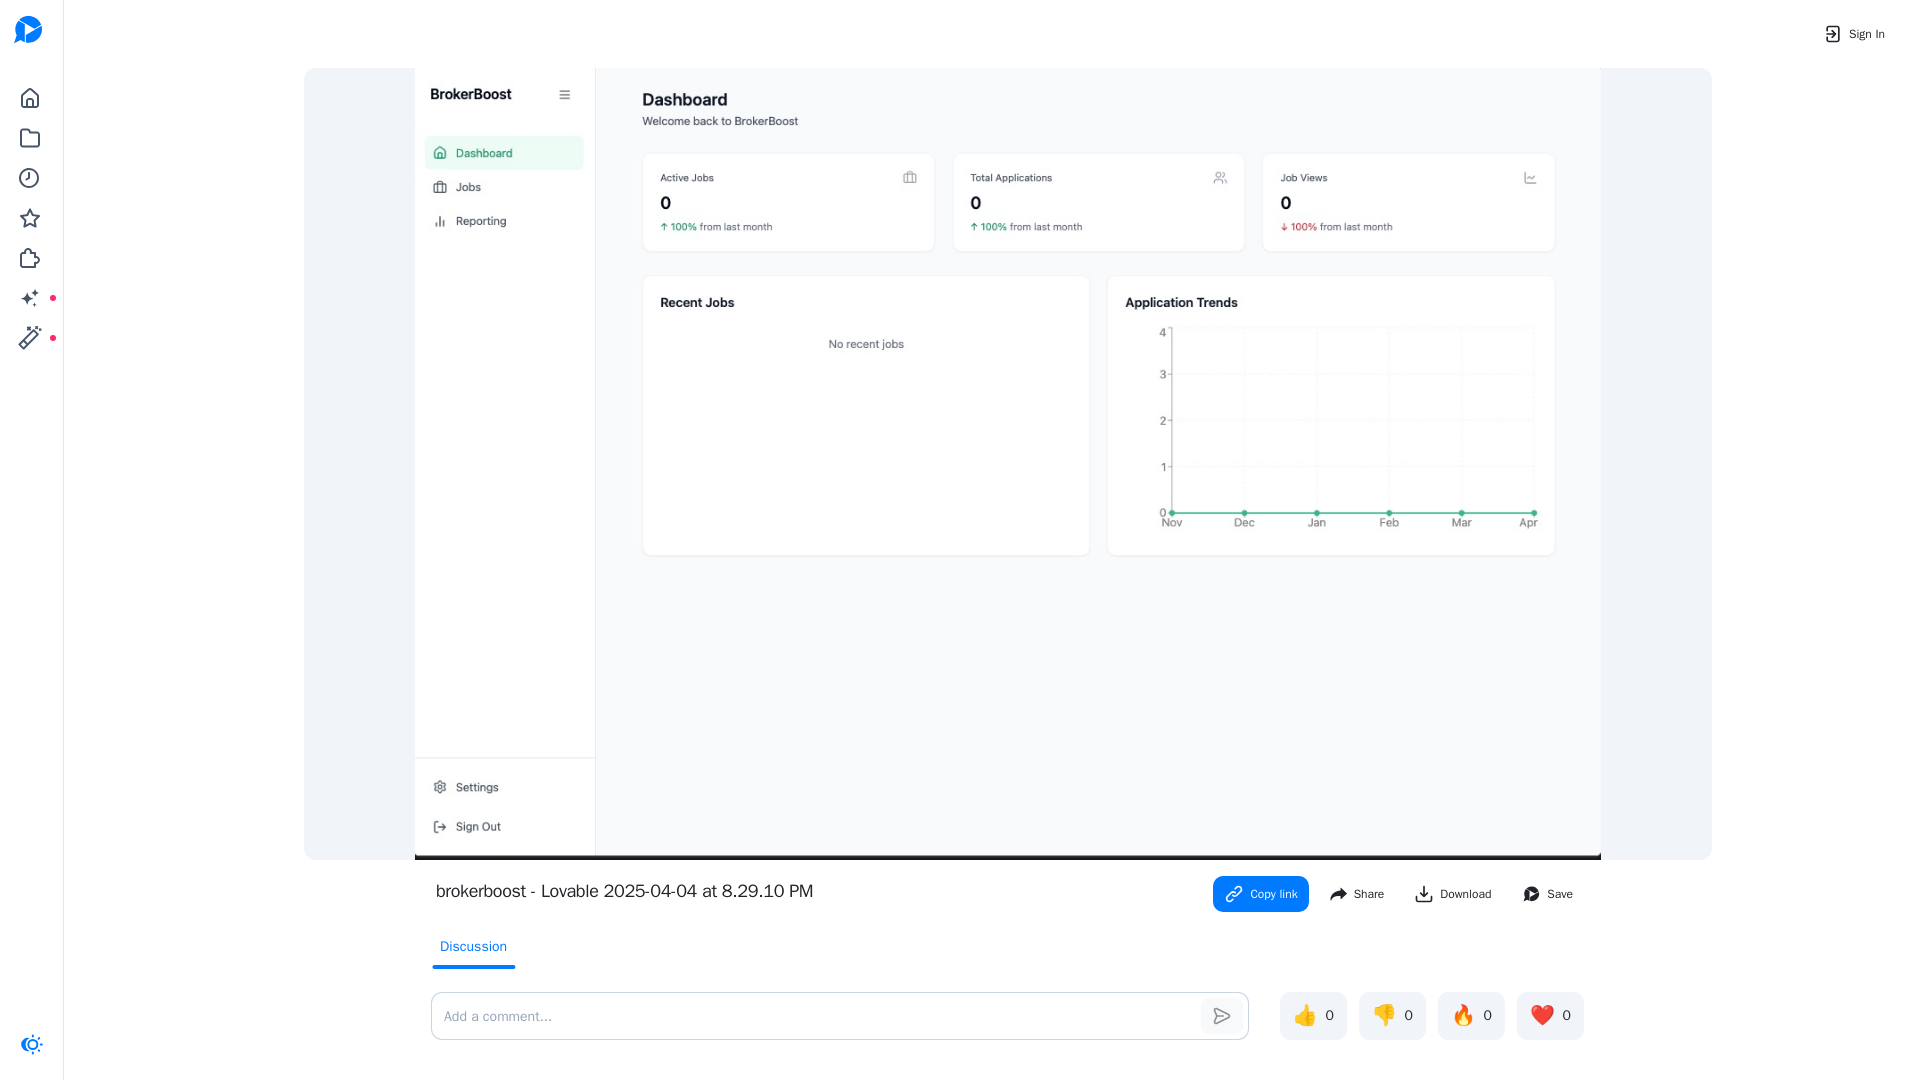 Sign In
BrokerBoost
Dashboard
Jobs
Reporting
Settings
Sign Out
Dashboard
Welcome back to BrokerBoost
Active Jobs
0
↑ 100% from last month
Total Applications
0
↑ 100% from last month
Job Views
0
↓ 100% from last month
Recent Jobs
No recent jobs
Application Trends
4
3
2
1
0
Nov Dec Jan Feb Mar Apr
brokerboost - Lovable 2025-04-04 at 8.29.10 PM
Copy link
Share
Download
Save
Discussion
Add a comment...
👍 0
👎 0
🔥 0
❤️ 0